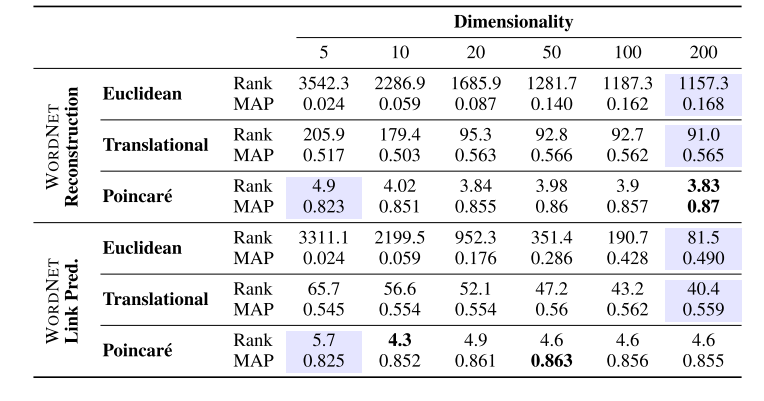 Dimensionality
5 10 20 50 100 200
WORDNET
Reconstruction
Euclidean
Rank 3542.3 2286.9 1685.9 1281.7 1187.3 1157.3
MAP 0.024 0.059 0.087 0.140 0.162 0.168
Translational
Rank 205.9 179.4 95.3 92.8 92.7 91.0
MAP 0.517 0.503 0.563 0.566 0.562 0.565
Poincaré
Rank 4.9 4.02 3.84 3.98 3.9 3.83
MAP 0.823 0.851 0.855 0.86 0.857 0.87
WORDNET
Link Pred.
Euclidean
Rank 3311.1 2199.5 952.3 351.4 190.7 81.5
MAP 0.024 0.059 0.176 0.286 0.428 0.490
Translational
Rank 65.7 56.6 52.1 47.2 43.2 40.4
MAP 0.545 0.554 0.554 0.56 0.562 0.559
Poincaré
Rank 5.7 4.3 4.9 4.6 4.6 4.6
MAP 0.825 0.852 0.861 0.863 0.856 0.855